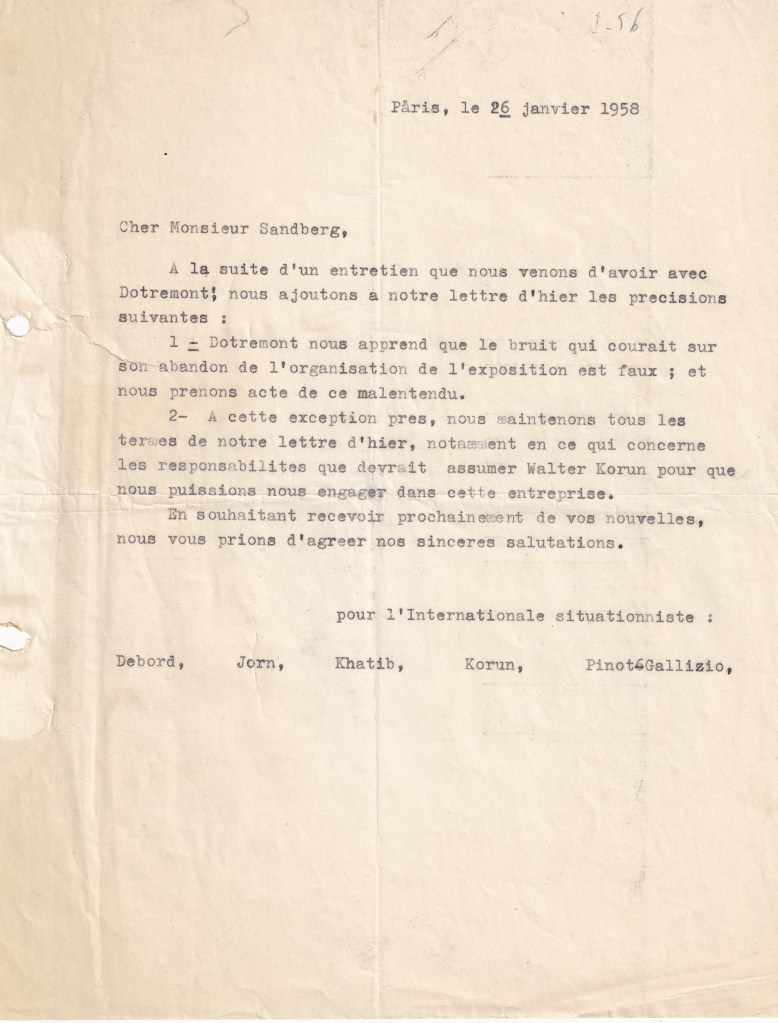 I-56
Pâris, le 26 janvier 1958
Cher Monsieur Sandberg,
A la suite d'un entretien que nous venons d'avoir avec
Dotremont, nous ajoutons a notre lettre d'hier les precisions
suivantes :
1 - Dotremont nous apprend que le bruit qui courait sur
son abandon de l'organisation de l'exposition est faux ; et
nous prenons acte de ce malentendu.
2- A cette exception pres, nous maintenons tous les
termes de notre lettre d'hier, notamment en ce qui concerne
les responsabilites que devrait assumer Walter Korun pour que
nous puissions nous engager dans cette entreprise.
En souhaitant recevoir prochainement de vos nouvelles,
nous vous prions d'agreer nos sinceres salutations.
pour l'Internationale situationniste :
Debord, Jorn, Khatib, Korun, Pinot-Gallizio,